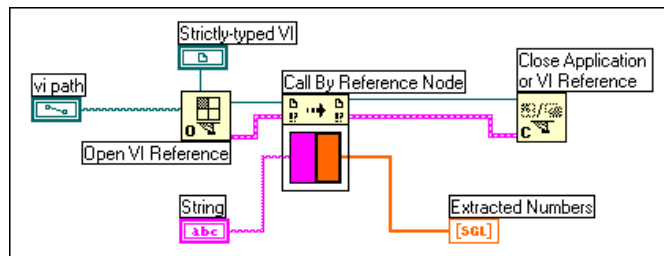 Strictly-typed VI
vi path
Call By Reference Node
Close Application
or VI Reference
O
C
Open VI Reference
String
abc
Extracted Numbers
[SGL]